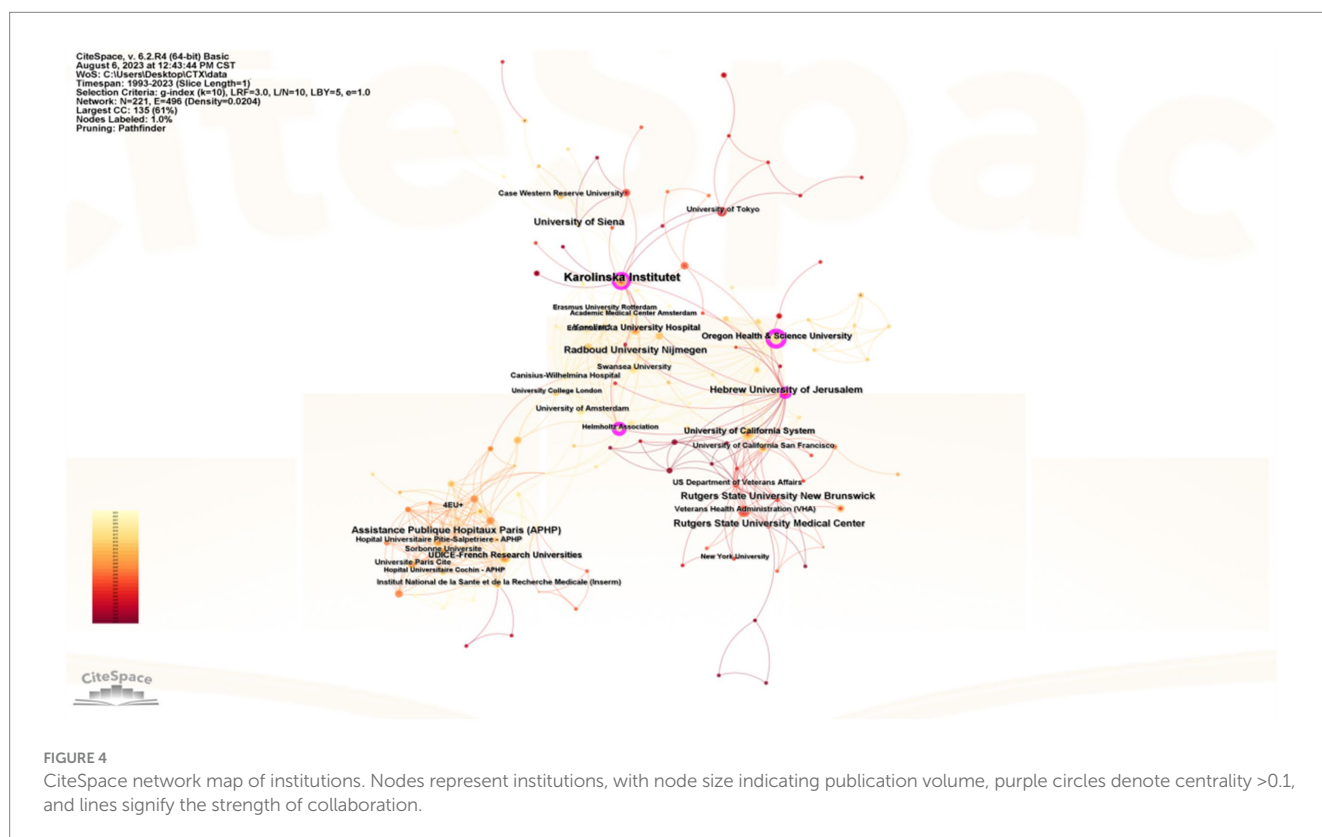 CiteSpace, v. 6.2.R4 (64-bit) Basic
August 6, 2023 at 12:43:44 PM CST
WoS: C:\Users\Desktop\CTX\data
Timespan: 1993-2023 (Slice Length=1)
Selection Criteria: g-index (k=10), LRF=3.0, L/N=10, LBY=5, e=1.0
Network: N=221, E=496 (Density=0.0204)
Largest CC: 135 (61%)
Nodes Labeled: 1.0%
Pruning: Pathfinder
CiteSpac
Case Western Reserve University
University of Tokyo
University of Siena
Karolinska Institutet
Erasmus University Rotterdam
Academic Medical Center Amsterdam
Karolinska University Hospital
Oregon Health & Science University
Radboud University Nijmegen
Swansea University
Canisius-Wilhelmina Hospital
University College London
Hebrew University of Jerusalem
University of Amsterdam
Helmholtz Association
University of California System
University of California San Francisco
US Department of Veterans Affairs
Rutgers State University New Brunswick
4EU+
Veterans Health Administration (VHA)
Rutgers State University Medical Center
Assistance Publique Hopitaux Paris (APHP)
Hopital Universitaire Pitie-Salpetriere - APHP
Sorbonne Universite
UDICE-French Research Universities
New York University
Universite Paris Cite
Hopital Universitaire Cochin - APHP
Institut National de la Sante et de la Recherche Medicale (Inserm)
CiteSpace
FIGURE 4
CiteSpace network map of institutions. Nodes represent institutions, with node size indicating publication volume, purple circles denote centrality >0.1,
and lines signify the strength of collaboration.